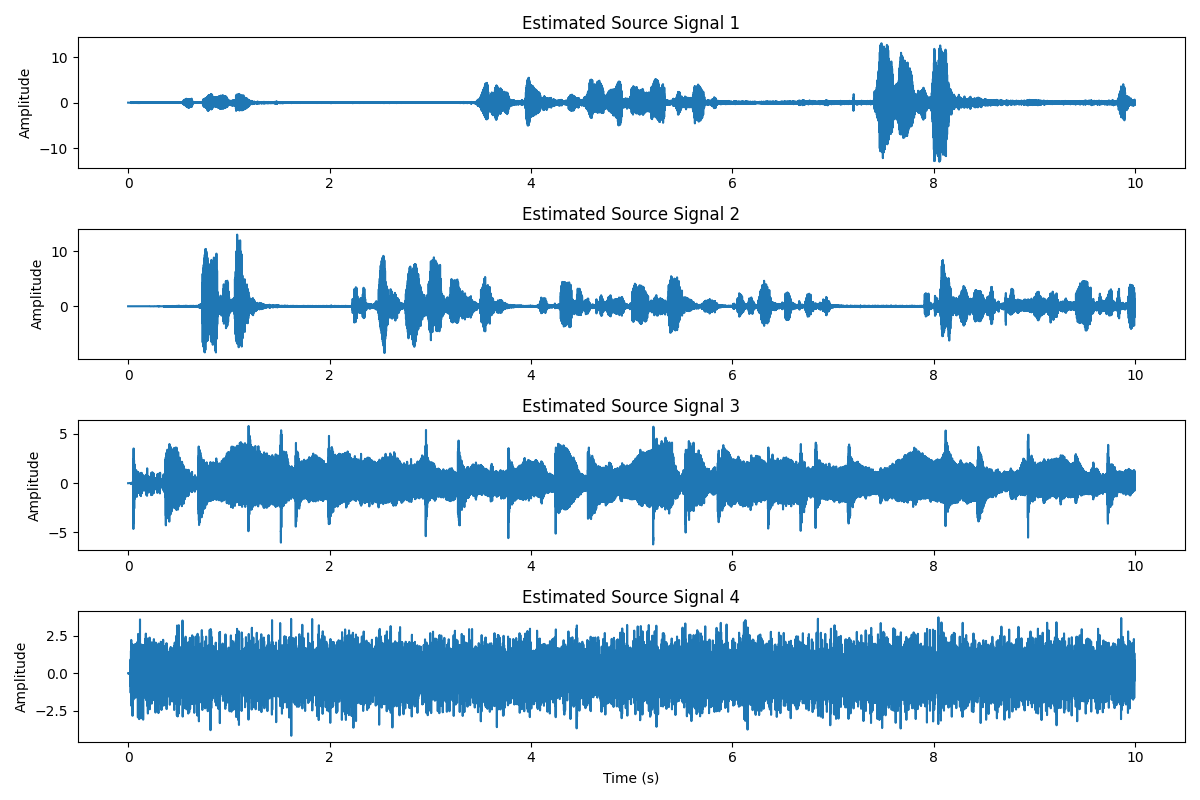 Estimated Source Signal 1
Amplitude
10
0
−10
0 2 4 6 8 10
Estimated Source Signal 2
Amplitude
10
0
0 2 4 6 8 10
Estimated Source Signal 3
Amplitude
5
0
−5
0 2 4 6 8 10
Estimated Source Signal 4
Amplitude
2.5
0.0
−2.5
0 2 4 6 8 10
Time (s)